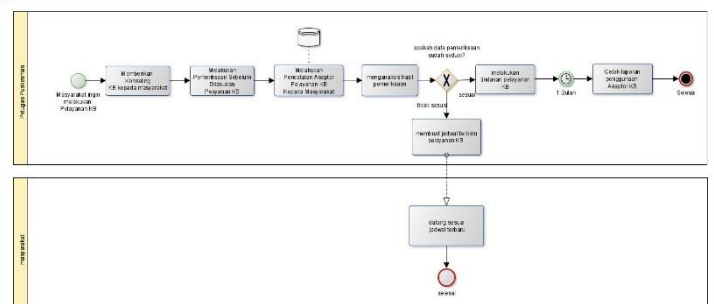 Petugas Puskesmas
Masyarakat ingin
melakukan
Pelayanan KB
Memberikan
Konseling
KB kepada masyarakat
Melakukan
Pemeriksaan Sebelum
Dilakukan
Pelayanan KB
Melakukan
Pencatatan Aseptor
Pelayanan KB
Kepada Masyarakat
menganalisis hasil
pemeriksaan
apakah data pemeriksaan
sudah sesuai?
X
sesuai
tidak sesuai
melakukan
tindakan pelayanan
KB
1 Bulan
Cetak laporan
penggunaan
Aseptor KB
Selesai
membuat jadwal terbaru
pelayanan KB
masyarakat
datang sesuai
jadwal terbaru
selesai